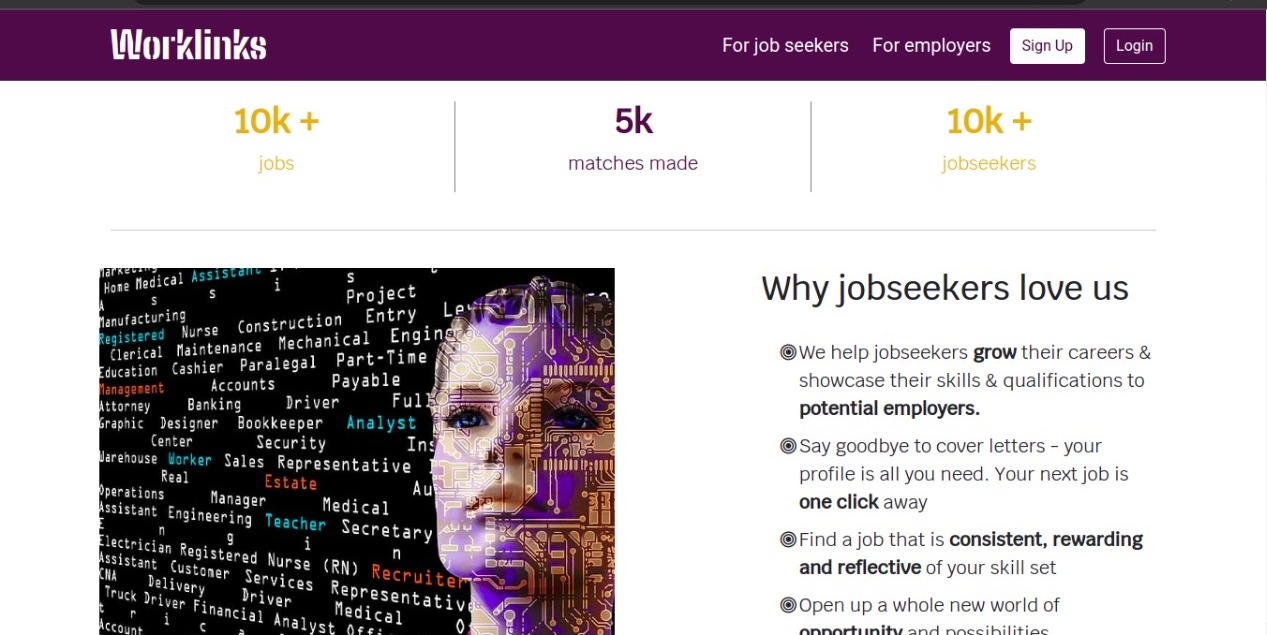 Worklinks
For job seekers
For employers
Sign Up
Login
10k +
jobs
5k
matches made
10k +
jobseekers
Home Medical Assistant
A s s i s
Manufacturing
Project
Registered Nurse Construction Entry
Clerical Maintenance Mechanical
Education Cashier Paralegal Part-Time
Management Accounts Payable
Attorney Banking Driver
Graphic Designer Bookkeeper Analyst
Center Security
Warehouse Worker Sales Representative
Real Estate
Operations Manager Medical
Assistant Engineering Teacher Secretary
E n g i n
Electrician Registered Nurse (RN) Recruiter
Assistant Customer Services Representative
CNA Delivery Driver Medical
Truck Driver Financial Analyst
t r i c a
Account
Why jobseekers love us
We help jobseekers grow their careers &
showcase their skills & qualifications to
potential employers.
Say goodbye to cover letters - your
profile is all you need. Your next job is
one click away
Find a job that is consistent, rewarding
and reflective of your skill set
Open up a whole new world of
opportunity and possibilities